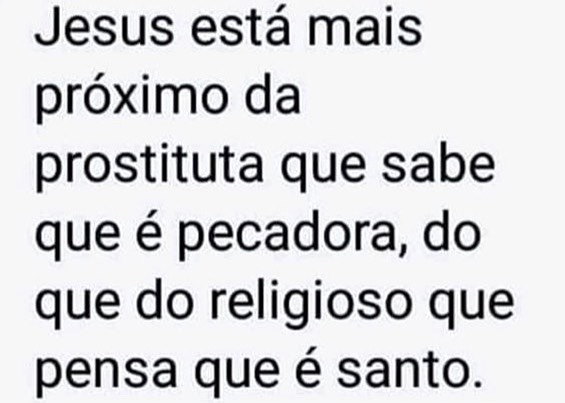 Jesus está mais
próximo da
prostituta que sabe
que é pecadora, do
que do religioso que
pensa que é santo.